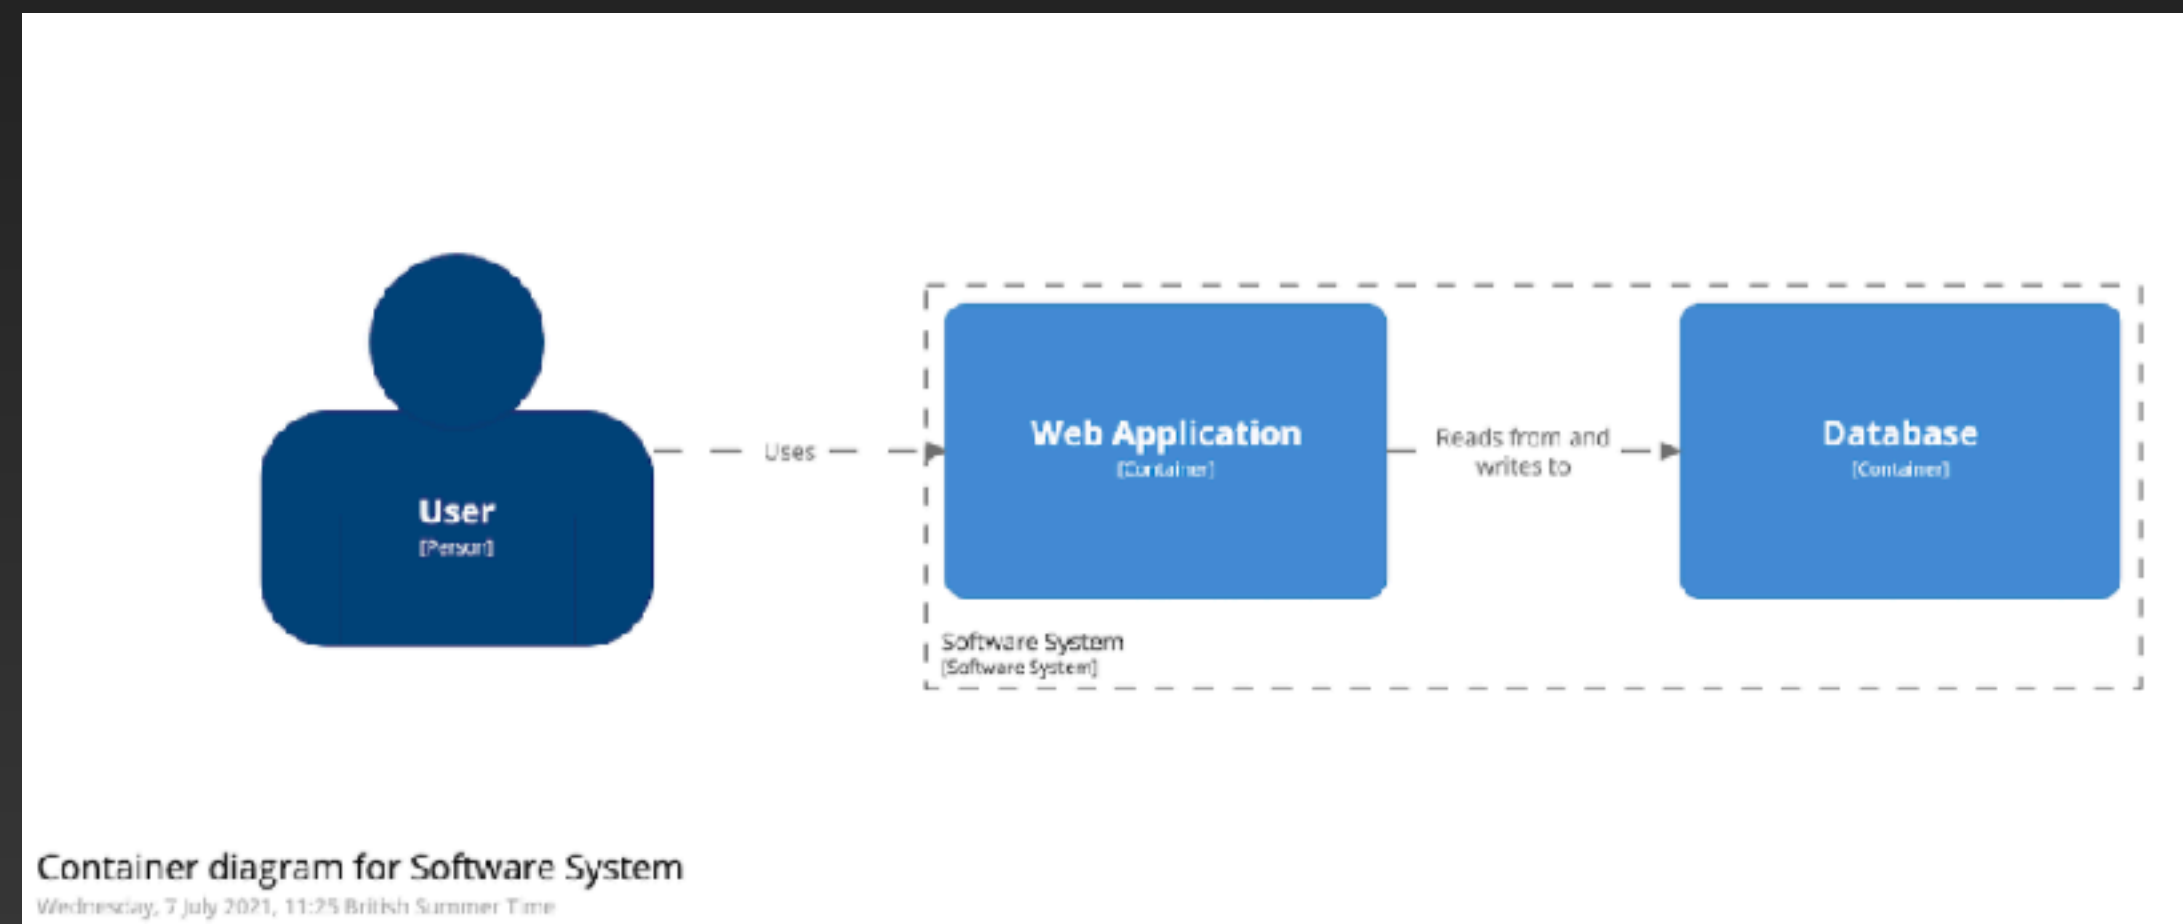 User
[Person]
Uses
Web Application
[Container]
Reads from and
writes to
Database
[Container]
Software System
[Software System]
Container diagram for Software System
Wednesday, 7 July 2021, 11:25 British Summer Time